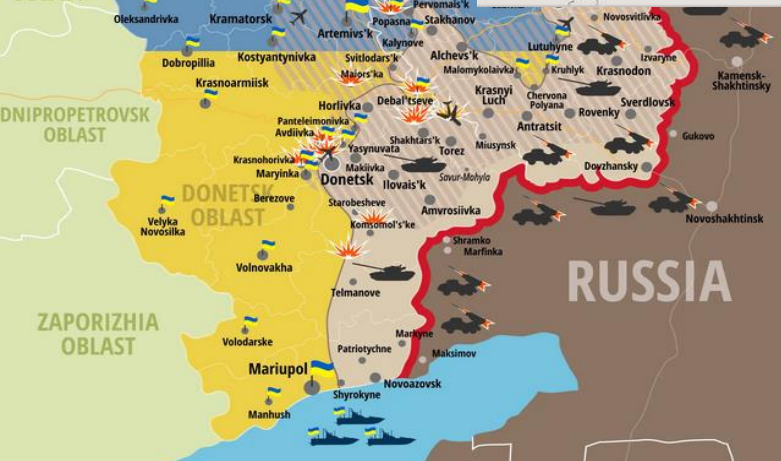 Pervomais'k
Novosvitlivka
Oleksandrivka
Kramatorsk
Popasna
Stakhanov
Artemivs'k
Kalynove
Lutuhyne
Kostyantynivka
Svitlodars'k
Alchevs'k
Izvaryne
Dobropillia
Maiors'ka
Malomykolaivka
Kruhlyk
Krasnodon
Kamensk-
Shakhtinsky
Krasnoarmiisk
Krasnyi
Luch
Chervona
Polyana
Sverdlovsk
Horlivka
Debal'tseve
Rovenky
DNIPROPETROVSK
OBLAST
Panteleimonivka
Avdiivka
Antratsit
Shakhtars'k
Torez
Miusynsk
Gukovo
Yasynuvata
Krasnohorivka
Makiivka
Dovzhansky
Maryinka
Donetsk
Ilovais'k
Savur-Mahyla
DONETSK
OBLAST
Berezove
Starobesheve
Amvrosiivka
Novoshakhtinsk
Velyka
Novosilka
Komsomol's'ke
Shramko
Marfinka
Volnovakha
RUSSIA
Telmanove
ZAPORIZHIA
OBLAST
Volodarske
Markyne
Patriotychne
Maksimov
Mariupol
Novoazovsk
Shyrokyne
Manhush